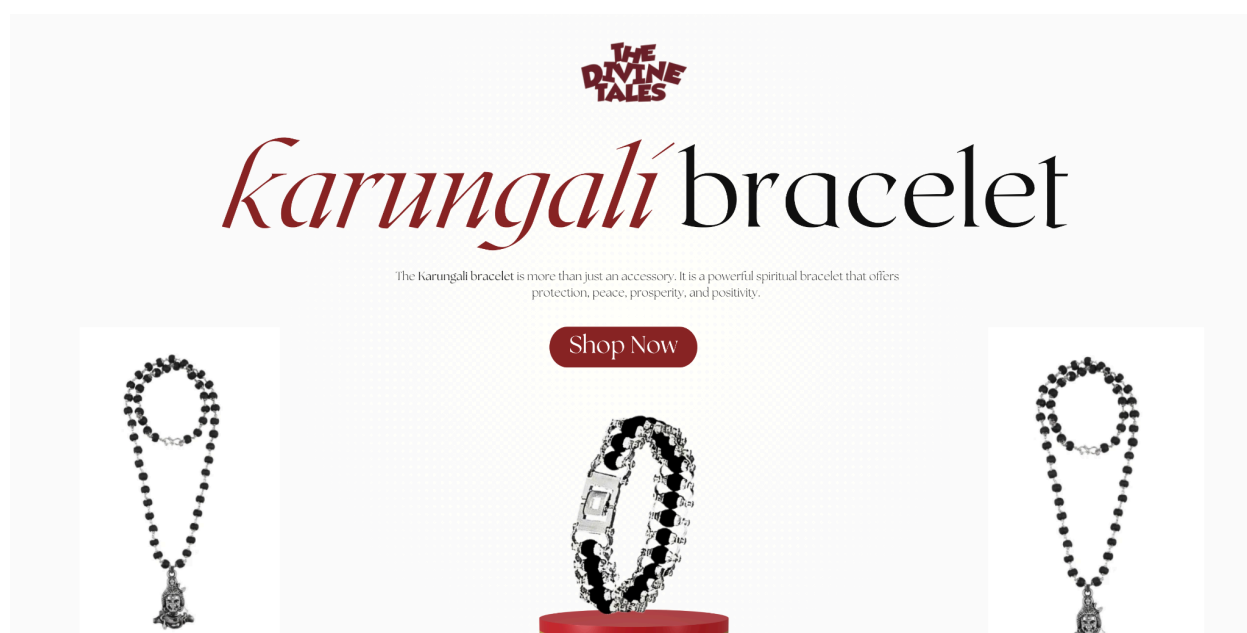 THE
DIVINE
TALES
karungali bracelet
The Karungali bracelet is more than just an accessory. It is a powerful spiritual bracelet that offers
protection, peace, prosperity, and positivity.
Shop Now